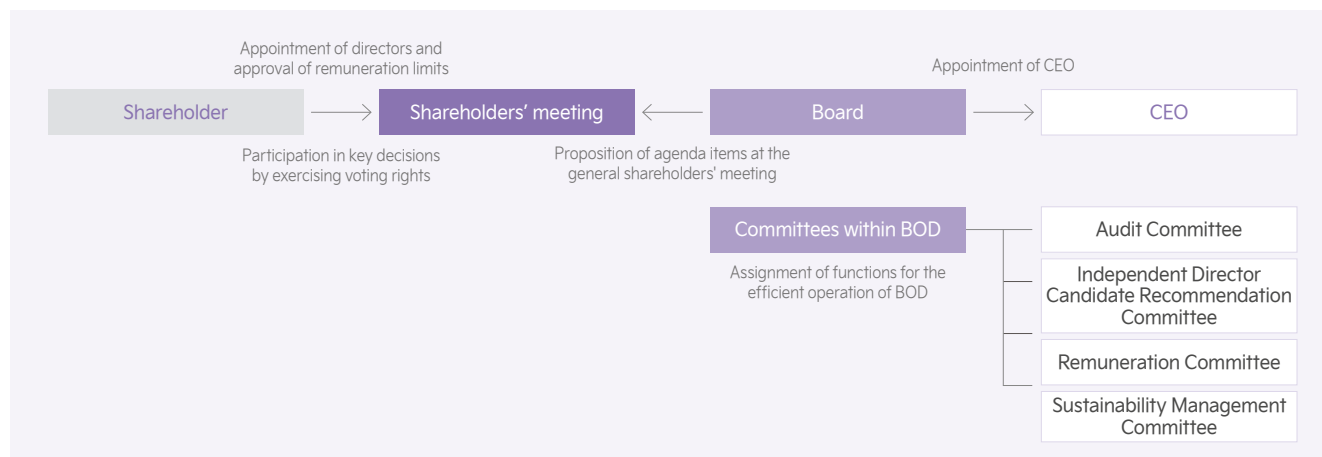 Appointment of directors and
approval of remuneration limits
Appointment of CEO
Shareholder
Shareholders' meeting
Board
CEO
Participation in key decisions
by exercising voting rights
Proposition of agenda items at the
general shareholders' meeting
Committees within BOD
Assignment of functions for the
efficient operation of BOD
Audit Committee
Independent Director
Candidate Recommendation
Committee
Remuneration Committee
Sustainability Management
Committee